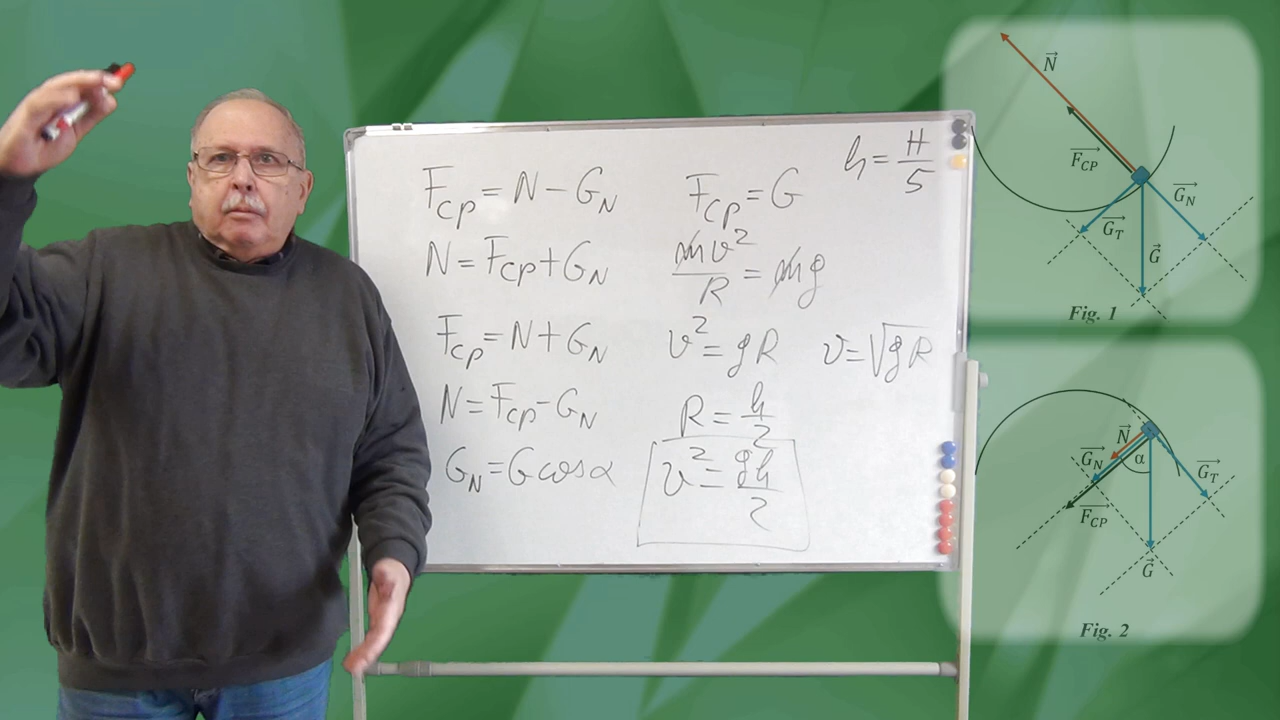 F_cp = N - G_N
N = F_cp + G_N
F_cp = N + G_N
N = F_cp - G_N
G_N = G cos α
F_cp = G
mv²/R = mg
v² = gR
v = √gR
R = h/2
v² = gh/2
h = H/5
N⃗
F_CP⃗
G_T⃗
G_N⃗
G⃗
Fig. 1
N⃗
G_N⃗
α
G_T⃗
F_CP⃗
G⃗
Fig. 2